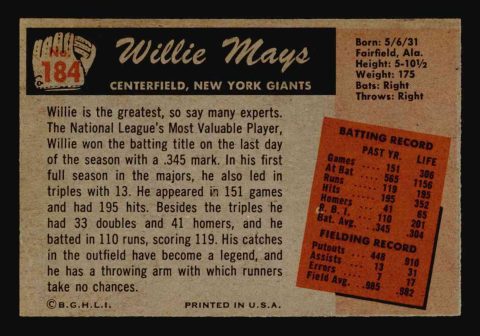 No.
184
Willie Mays
CENTERFIELD, NEW YORK GIANTS
Born: 5/6/31
Fairfield, Ala.
Height: 5-10½
Weight: 175
Bats: Right
Throws: Right
Willie is the greatest, so say many experts.
The National League's Most Valuable Player,
Willie won the batting title on the last day
of the season with a .345 mark. In his first
full season in the majors, he also led in
triples with 13. He appeared in 151 games
and had 195 hits. Besides the triples he
had 33 doubles and 41 homers, and he
batted in 110 runs, scoring 119. His catches
in the outfield have become a legend, and
he has a throwing arm with which runners
take no chances.
©B.G.H.L.I. PRINTED IN U.S.A.
BATTING RECORD
PAST YR. LIFE
Games — 151 306
At Bat — 565 1156
Runs — 119 185
Hits — 195 352
Homers — 41 65
R. B. I. — 110 201
Bat. Avg. .345 .304
FIELDING RECORD
Putouts — 448 910
Assists — 13 31
Errors — 7 17
Field Avg. .985 .982